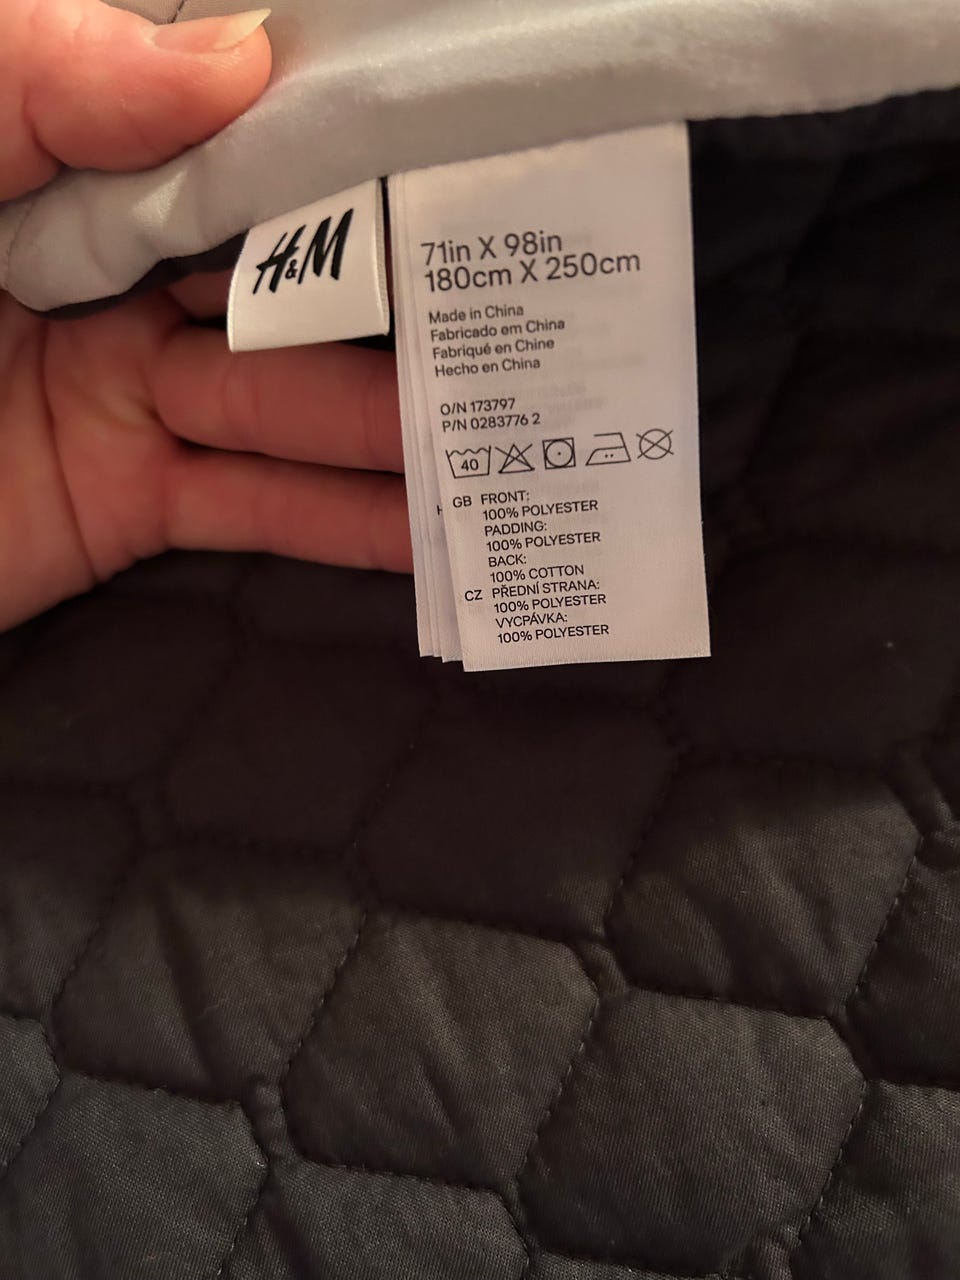 H&M
71in X 98in
180cm X 250cm
Made in China
Fabricado em China
Fabriqué en Chine
Hecho en China
O/N 173797
P/N 0283776 2
40
GB FRONT:
100% POLYESTER
PADDING:
100% POLYESTER
BACK:
100% COTTON
CZ PŘEDNÍ STRANA:
100% POLYESTER
VYCPÁVKA:
100% POLYESTER